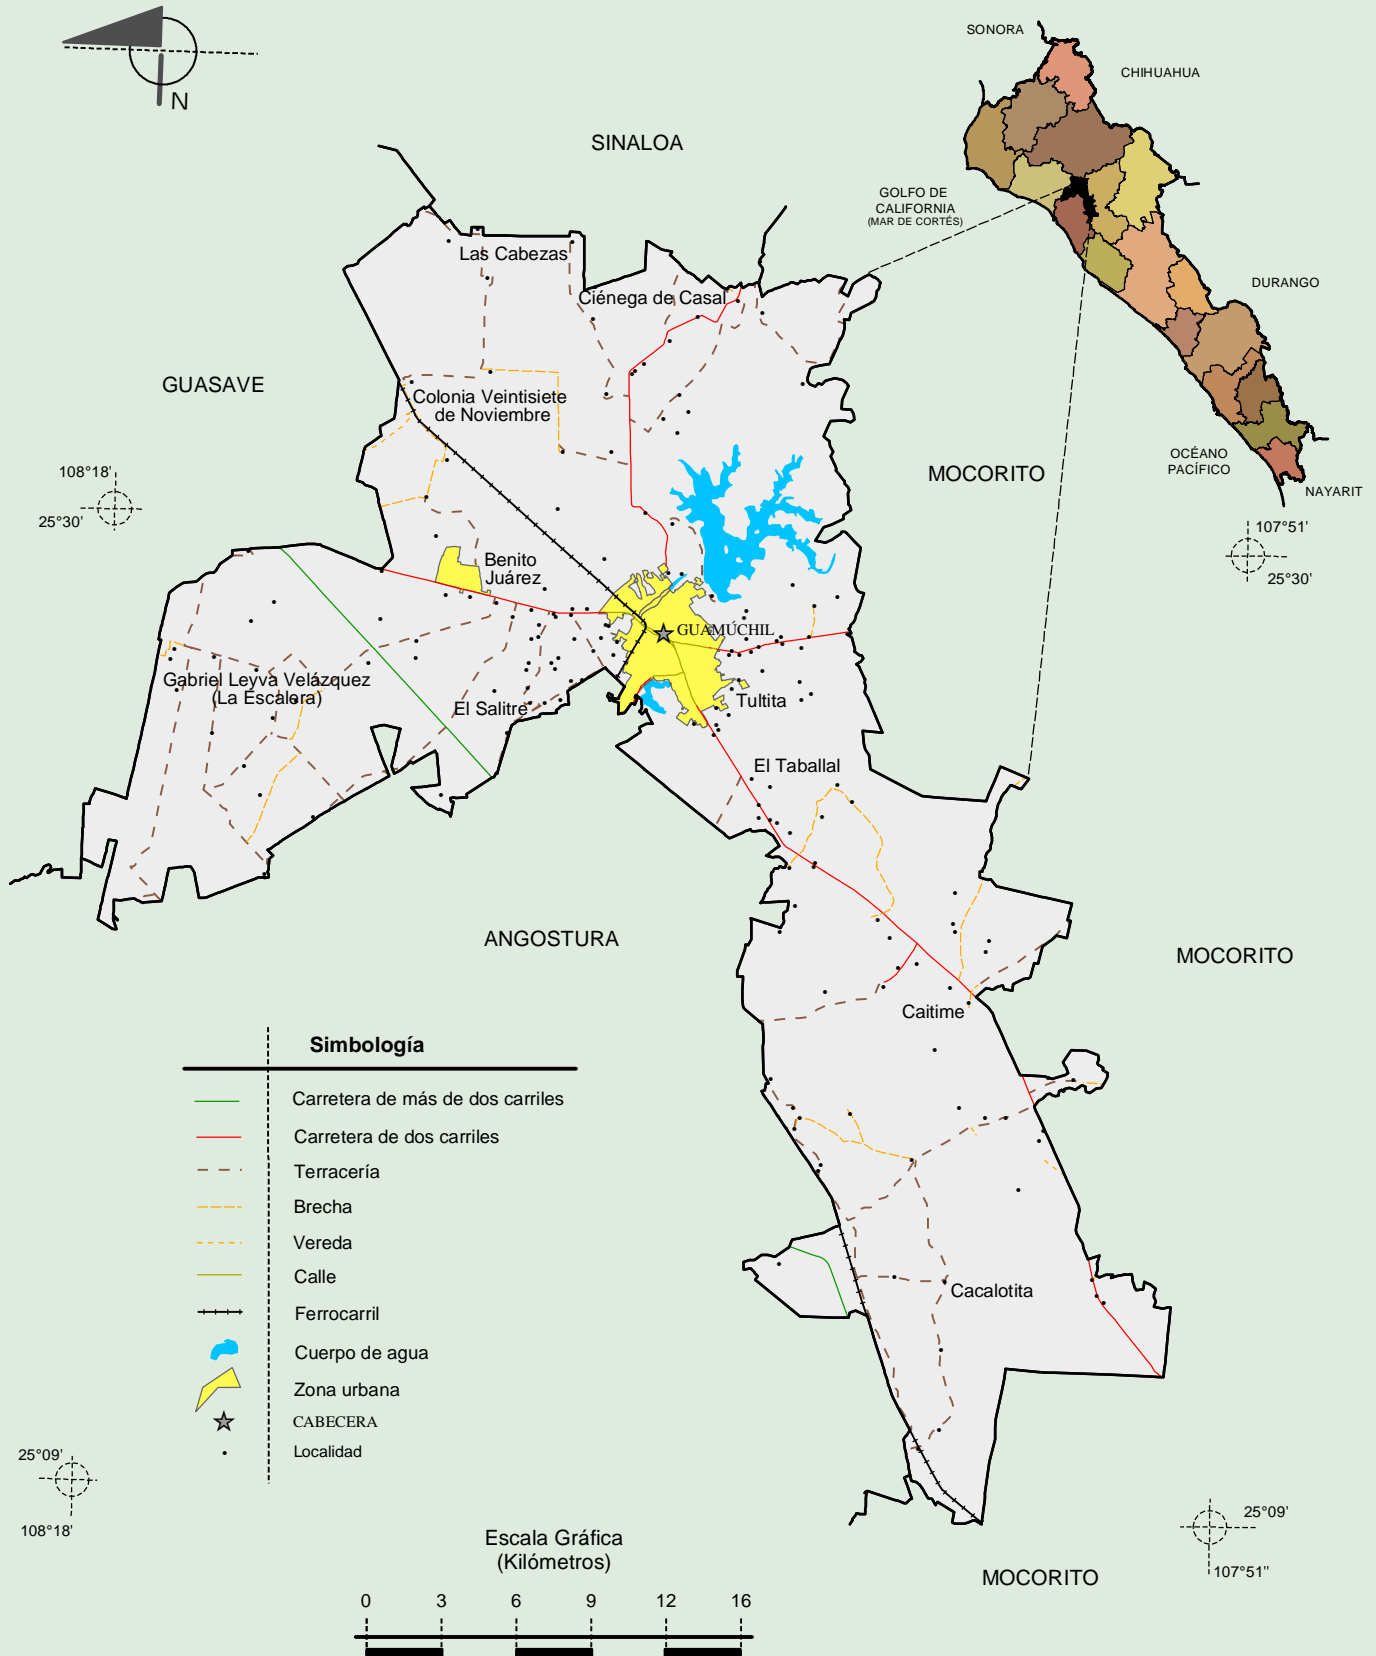 N
SONORA
CHIHUAHUA
SINALOA
GOLFO DE
CALIFORNIA
(MAR DE CORTÉS)
DURANGO
OCÉANO
PACÍFICO
NAYARIT
Las Cabezas
Ciénega de Casal
GUASAVE
Colonia Veintisiete
de Noviembre
MOCORITO
108°18'
25°30'
107°51'
25°30'
Benito
Juárez
GUAMÚCHIL
Gabriel Leyva Velázquez
(La Escalera)
El Salitre
Tultita
El Taballal
ANGOSTURA
MOCORITO
Caitime
Simbología
Carretera de más de dos carriles
Carretera de dos carriles
Terracería
Brecha
Vereda
Calle
Ferrocarril
Cuerpo de agua
Zona urbana
CABECERA
Localidad
Cacalotita
25°09'
108°18'
25°09'
107°51"
MOCORITO
Escala Gráfica
(Kilómetros)
0 3 6 9 12 16